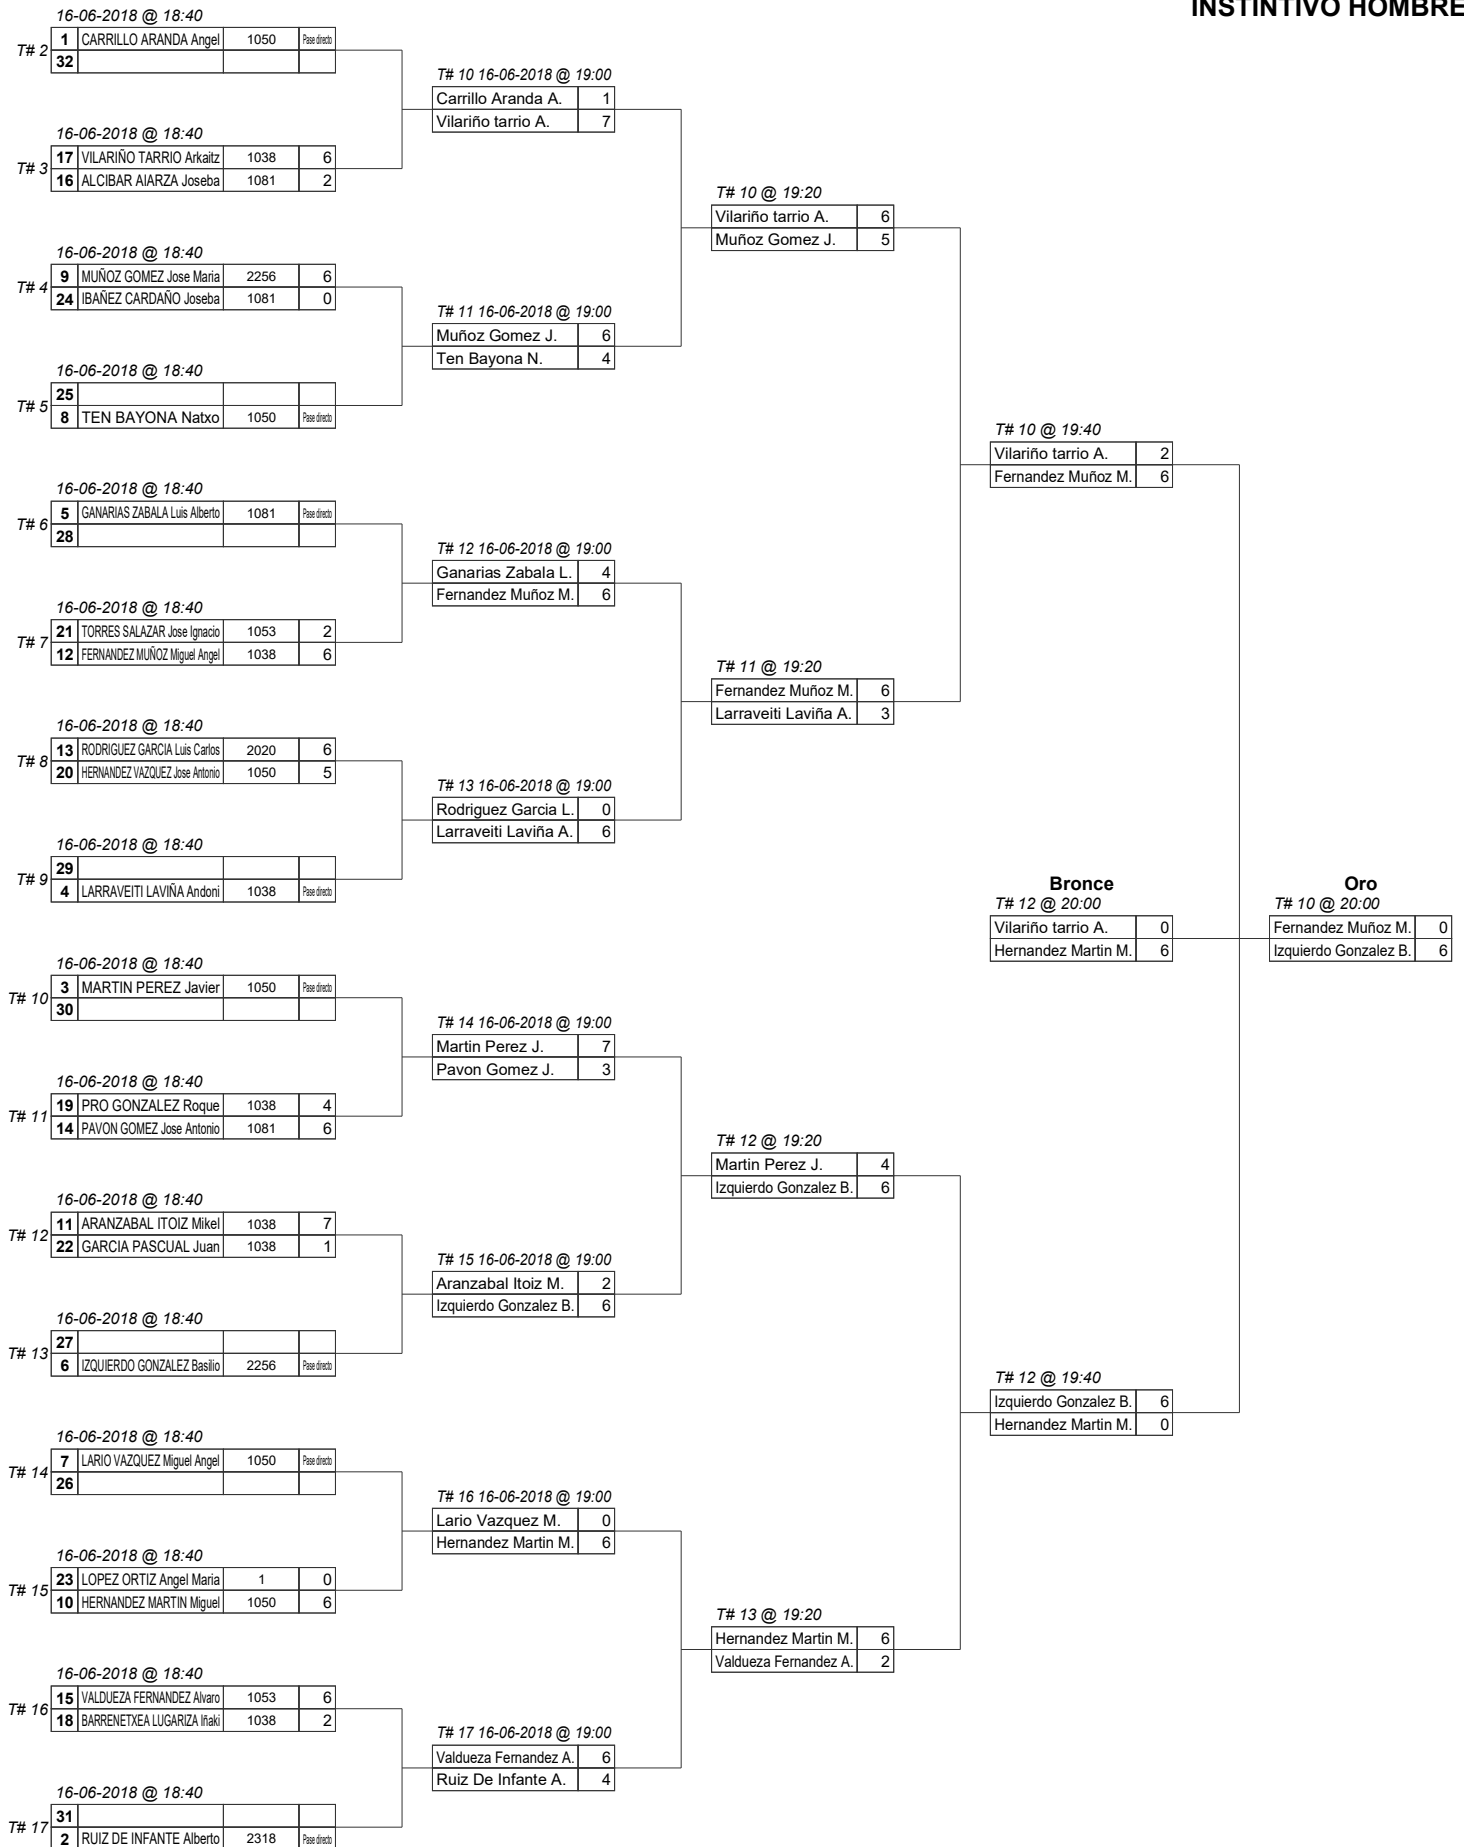 INSTINTIVO HOMBRE
16-06-2018 @ 18:40
T# 2
1 CARRILLO ARANDA Angel 1050 Pase directo
32
16-06-2018 @ 18:40
T# 3
17 VILARIÑO TARRIO Arkaitz 1038 6
16 ALCIBAR AIARZA Joseba 1081 2
16-06-2018 @ 18:40
T# 4
9 MUÑOZ GOMEZ Jose Maria 2256 6
24 IBAÑEZ CARDAÑO Joseba 1081 0
16-06-2018 @ 18:40
T# 5
25
8 TEN BAYONA Natxo 1050 Pase directo
16-06-2018 @ 18:40
T# 6
5 GANARIAS ZABALA Luis Alberto 1081 Pase directo
28
16-06-2018 @ 18:40
T# 7
21 TORRES SALAZAR Jose Ignacio 1053 2
12 FERNANDEZ MUÑOZ Miguel Angel 1038 6
16-06-2018 @ 18:40
T# 8
13 RODRIGUEZ GARCIA Luis Carlos 2020 6
20 HERNANDEZ VAZQUEZ Jose Antonio 1050 5
16-06-2018 @ 18:40
T# 9
29
4 LARRAVEITI LAVIÑA Andoni 1038 Pase directo
16-06-2018 @ 18:40
T# 10
3 MARTIN PEREZ Javier 1050 Pase directo
30
16-06-2018 @ 18:40
T# 11
19 PRO GONZALEZ Roque 1038 4
14 PAVON GOMEZ Jose Antonio 1081 6
16-06-2018 @ 18:40
T# 12
11 ARANZABAL ITOIZ Mikel 1038 7
22 GARCIA PASCUAL Juan 1038 1
16-06-2018 @ 18:40
T# 13
27
6 IZQUIERDO GONZALEZ Basilio 2256 Pase directo
16-06-2018 @ 18:40
T# 14
7 LARIO VAZQUEZ Miguel Angel 1050 Pase directo
26
16-06-2018 @ 18:40
T# 15
23 LOPEZ ORTIZ Angel Maria 1 0
10 HERNANDEZ MARTIN Miguel 1050 6
16-06-2018 @ 18:40
T# 16
15 VALDUEZA FERNANDEZ Alvaro 1053 6
18 BARRENETXEA LUGARIZA Iñaki 1038 2
16-06-2018 @ 18:40
T# 17
31
2 RUIZ DE INFANTE Alberto 2318 Pase directo
T# 10 16-06-2018 @ 19:00
Carrillo Aranda A. 1
Vilariño tarrio A. 7
T# 11 16-06-2018 @ 19:00
Muñoz Gomez J. 6
Ten Bayona N. 4
T# 12 16-06-2018 @ 19:00
Ganarias Zabala L. 4
Fernandez Muñoz M. 6
T# 13 16-06-2018 @ 19:00
Rodriguez Garcia L. 0
Larraveiti Laviña A. 6
T# 14 16-06-2018 @ 19:00
Martin Perez J. 7
Pavon Gomez J. 3
T# 15 16-06-2018 @ 19:00
Aranzabal Itoiz M. 2
Izquierdo Gonzalez B. 6
T# 16 16-06-2018 @ 19:00
Lario Vazquez M. 0
Hernandez Martin M. 6
T# 17 16-06-2018 @ 19:00
Valdueza Fernandez A. 6
Ruiz De Infante A. 4
T# 10 @ 19:20
Vilariño tarrio A. 6
Muñoz Gomez J. 5
T# 11 @ 19:20
Fernandez Muñoz M. 6
Larraveiti Laviña A. 3
T# 12 @ 19:20
Martin Perez J. 4
Izquierdo Gonzalez B. 6
T# 13 @ 19:20
Hernandez Martin M. 6
Valdueza Fernandez A. 2
T# 10 @ 19:40
Vilariño tarrio A. 2
Fernandez Muñoz M. 6
T# 12 @ 19:40
Izquierdo Gonzalez B. 6
Hernandez Martin M. 0
Bronce
T# 12 @ 20:00
Vilariño tarrio A. 0
Hernandez Martin M. 6
Oro
T# 10 @ 20:00
Fernandez Muñoz M. 0
Izquierdo Gonzalez B. 6